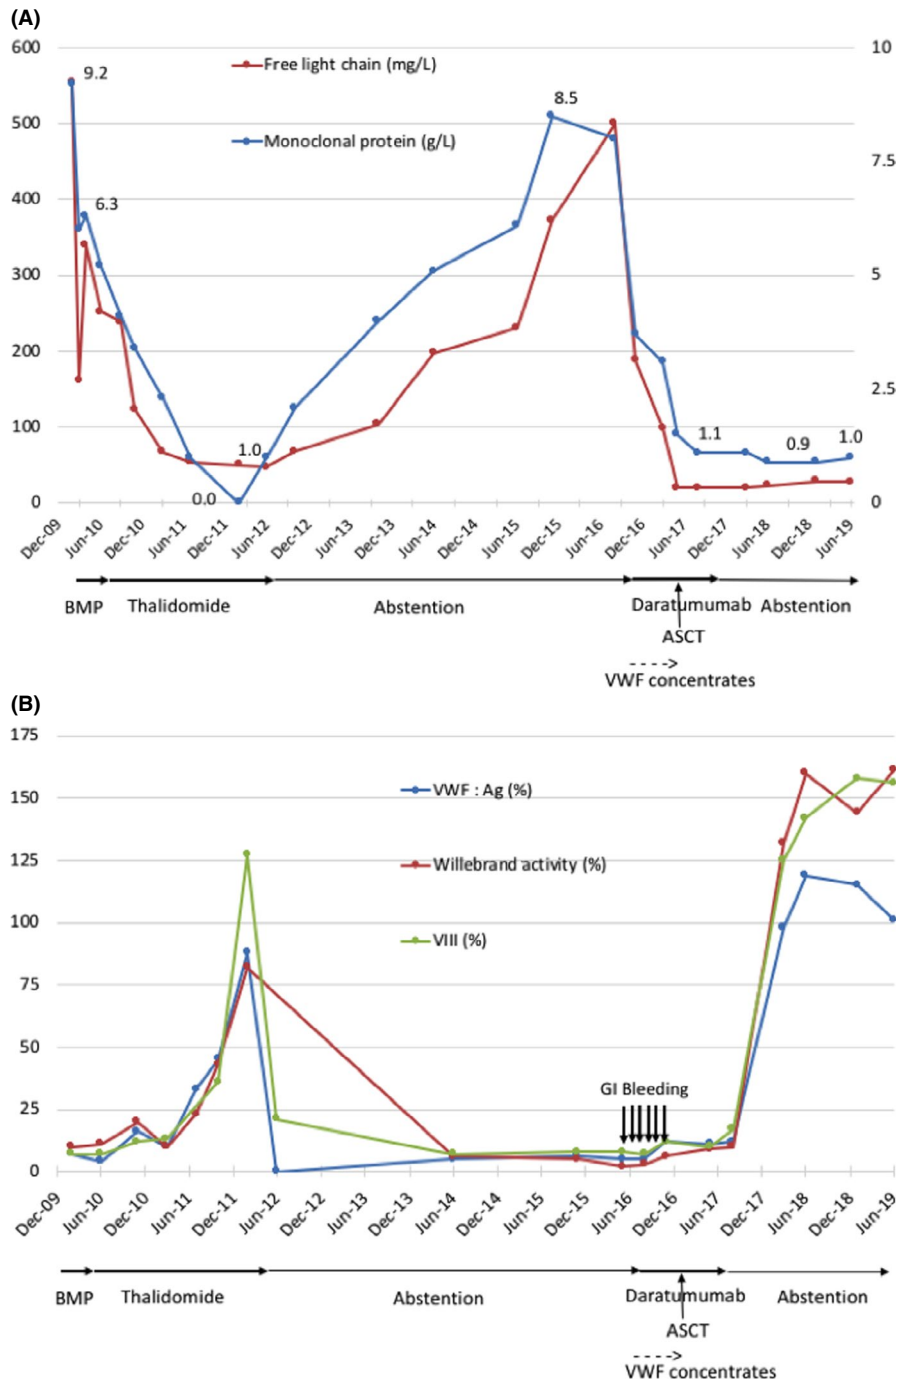 (A)
600
10
9.2
Free light chain (mg/L)
8.5
500
Monoclonal protein (g/L)
7.5
400
6.3
300
5
200
2.5
100
1.0
1.1
0.9
1.0
0
0.0
0
Dec-09 Jun-10 Dec-10 Jun-11 Dec-11 Jun-12 Dec-12 Jun-13 Dec-13 Jun-14 Dec-14 Jun-15 Dec-15 Jun-16 Dec-16 Jun-17 Dec-17 Jun-18 Dec-18 Jun-19
BMP Thalidomide Abstention Daratumumab Abstention
ASCT
---->
VWF concentrates
(B)
175
VWF : Ag (%)
150
125
Willebrand activity (%)
100
VIII (%)
75
50
GI Bleeding
25
0
Dec-09 Jun-10 Dec-10 Jun-11 Dec-11 Jun-12 Dec-12 Jun-13 Dec-13 Jun-14 Dec-14 Jun-15 Dec-15 Jun-16 Dec-16 Jun-17 Dec-17 Jun-18 Dec-18 Jun-19
BMP Thalidomide Abstention Daratumumab Abstention
ASCT
---->
VWF concentrates